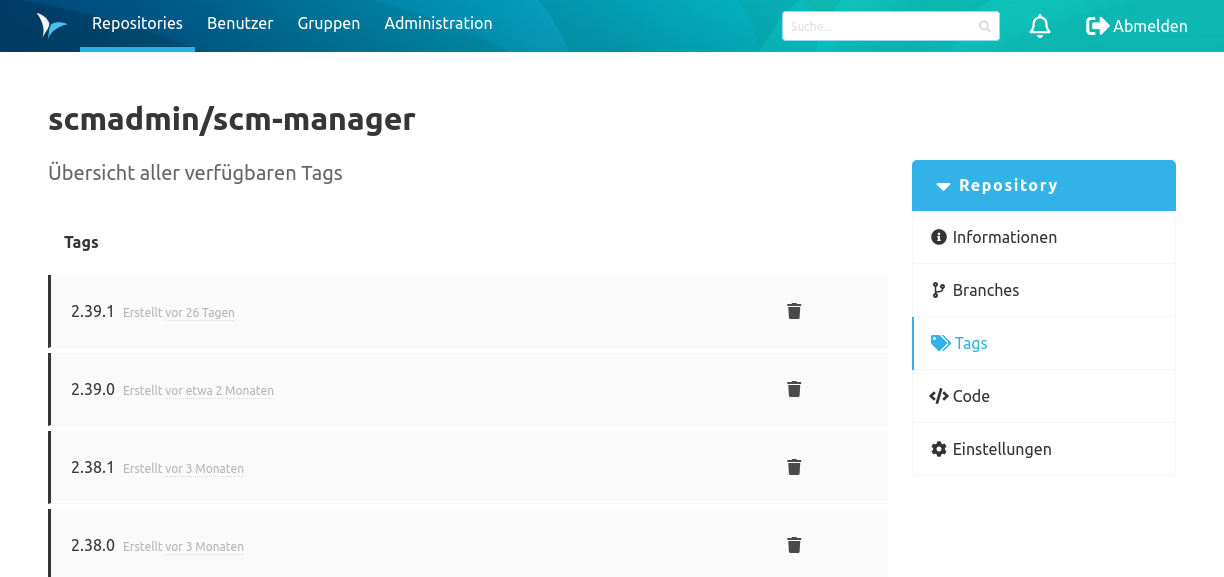 Repositories Benutzer Gruppen Administration Suche... Abmelden
scmadmin/scm-manager
Übersicht aller verfügbaren Tags
Tags
2.39.1 Erstellt vor 26 Tagen
2.39.0 Erstellt vor etwa 2 Monaten
2.38.1 Erstellt vor 3 Monaten
2.38.0 Erstellt vor 3 Monaten
Repository
Informationen
Branches
Tags
Code
Einstellungen